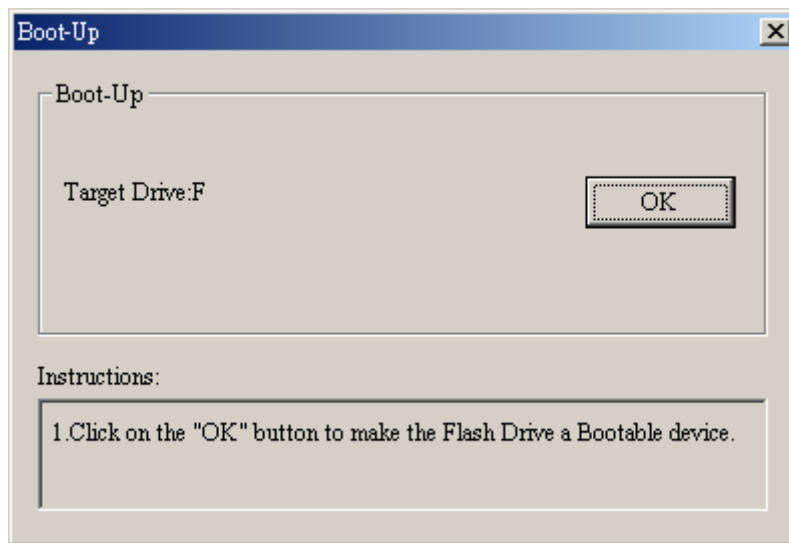 Boot-Up
Boot-Up
Target Drive:F
OK
Instructions:
1.Click on the "OK" button to make the Flash Drive a Bootable device.